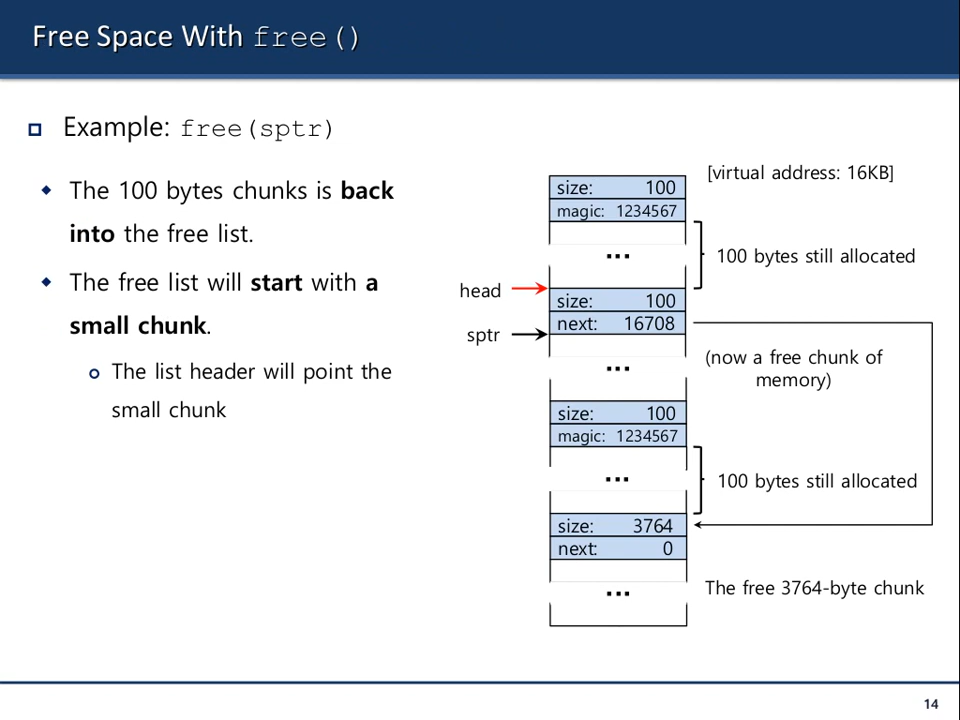 Free Space With free()
Example: free(sptr)
The 100 bytes chunks is back
into the free list.
The free list will start with a
small chunk.
The list header will point the
small chunk
[virtual address: 16KB]
size: 100
magic: 1234567
...
100 bytes still allocated
head
size: 100
next: 16708
sptr
...
(now a free chunk of
memory)
size: 100
magic: 1234567
...
100 bytes still allocated
size: 3764
next: 0
...
The free 3764-byte chunk
14